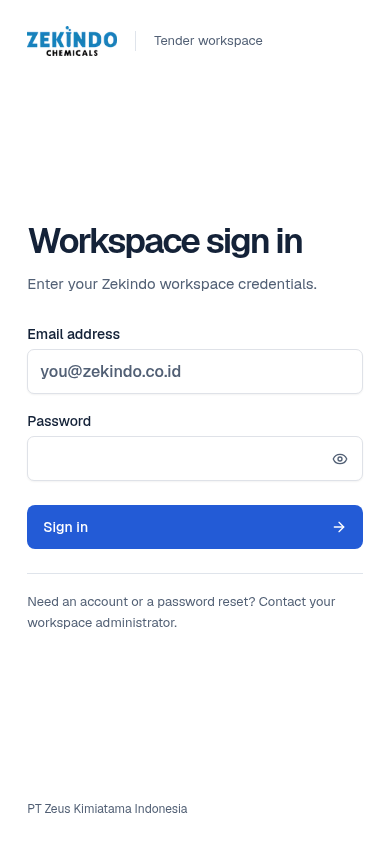 ZEKINDO
CHEMICALS
Tender workspace
Workspace sign in
Enter your Zekindo workspace credentials.
Email address
you@zekindo.co.id
Password
Sign in
Need an account or a password reset? Contact your
workspace administrator.
PT Zeus Kimiatama Indonesia